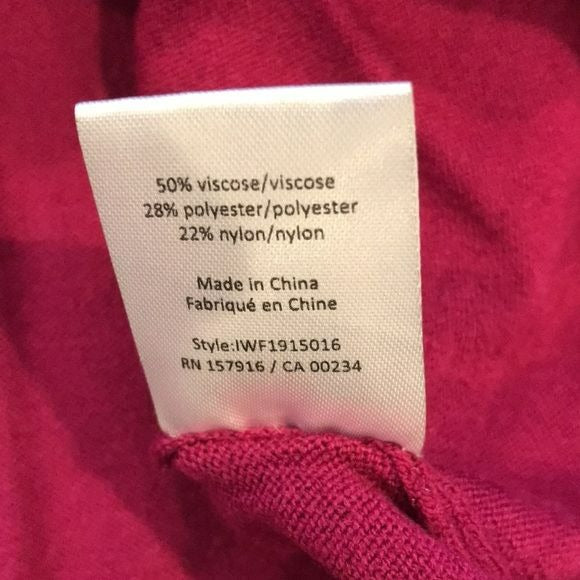 50% viscose/viscose
28% polyester/polyester
22% nylon/nylon
Made in China
Fabriqué en Chine
Style:IWF1915016
RN 157916 / CA 00234